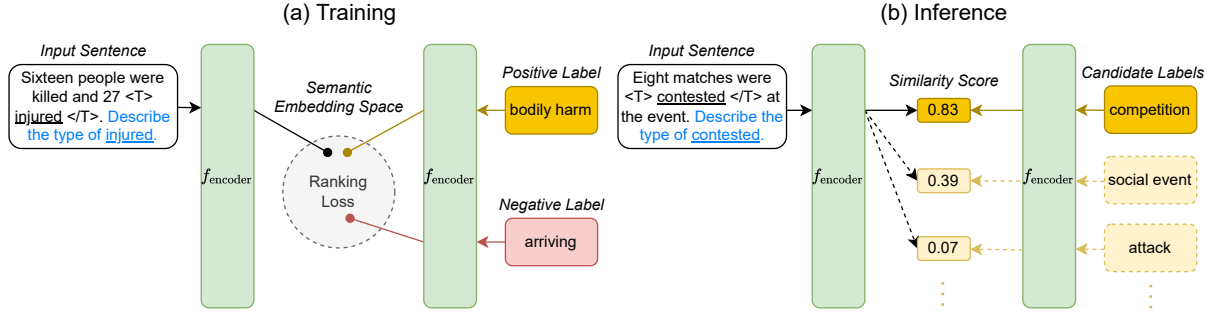 (a) Training
Input Sentence
Sixteen people were
killed and 27 <T>
injured </T>. Describe
the type of injured.
f_encoder
Semantic
Embedding Space
Ranking
Loss
f_encoder
Positive Label
bodily harm
Negative Label
arriving
(b) Inference
Input Sentence
Eight matches were
<T> contested </T> at
the event. Describe the
type of contested.
f_encoder
Similarity Score
0.83
0.39
0.07
f_encoder
Candidate Labels
competition
social event
attack